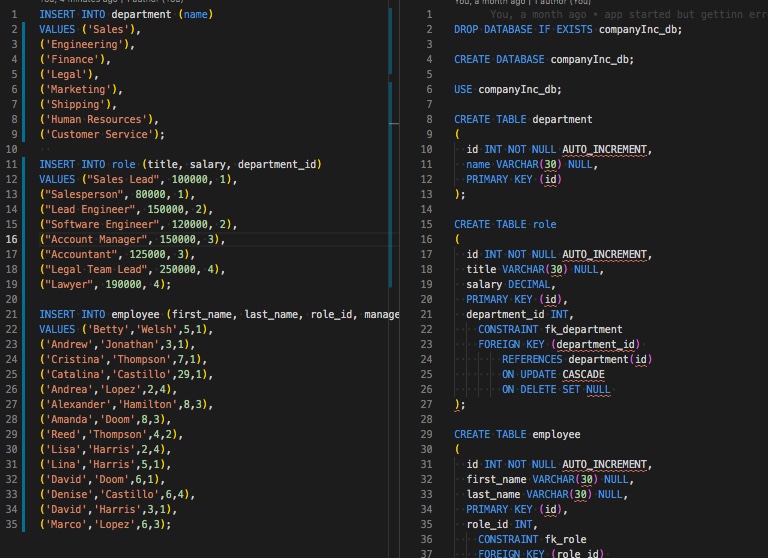 You, 4 minutes ago | 1 author (You)
1 INSERT INTO department (name)
2 VALUES ('Sales'),
3 ('Engineering'),
4 ('Finance'),
5 ('Legal'),
6 ('Marketing'),
7 ('Shipping'),
8 ('Human Resources'),
9 ('Customer Service');
10
11 INSERT INTO role (title, salary, department_id)
12 VALUES ("Sales Lead", 100000, 1),
13 ("Salesperson", 80000, 1),
14 ("Lead Engineer", 150000, 2),
15 ("Software Engineer", 120000, 2),
16 ("Account Manager", 150000, 3),
17 ("Accountant", 125000, 3),
18 ("Legal Team Lead", 250000, 4),
19 ("Lawyer", 190000, 4);
20
21 INSERT INTO employee (first_name, last_name, role_id, manage
22 VALUES ('Betty','Welsh',5,1),
23 ('Andrew','Jonathan',3,1),
24 ('Cristina','Thompson',7,1),
25 ('Catalina','Castillo',29,1),
26 ('Andrea','Lopez',2,4),
27 ('Alexander','Hamilton',8,3),
28 ('Amanda','Doom',8,3),
29 ('Reed','Thompson',4,2),
30 ('Lisa','Harris',2,4),
31 ('Lina','Harris',5,1),
32 ('David','Doom',6,1),
33 ('Denise','Castillo',6,4),
34 ('David','Harris',3,1),
35 ('Marco','Lopez',6,3);
You, a month ago | 1 author (You)
1 You, a month ago • app started but gettinn err
2 DROP DATABASE IF EXISTS companyInc_db;
3
4 CREATE DATABASE companyInc_db;
5
6 USE companyInc_db;
7
8 CREATE TABLE department
9 (
10 id INT NOT NULL AUTO_INCREMENT,
11 name VARCHAR(30) NULL,
12 PRIMARY KEY (id)
13 );
14
15 CREATE TABLE role
16 (
17 id INT NOT NULL AUTO_INCREMENT,
18 title VARCHAR(30) NULL,
19 salary DECIMAL,
20 PRIMARY KEY (id),
21 department_id INT,
22 CONSTRAINT fk_department
23 FOREIGN KEY (department_id)
24 REFERENCES department(id)
25 ON UPDATE CASCADE
26 ON DELETE SET NULL
27 );
28
29 CREATE TABLE employee
30 (
31 id INT NOT NULL AUTO_INCREMENT,
32 first_name VARCHAR(30) NULL,
33 last_name VARCHAR(30) NULL,
34 PRIMARY KEY (id),
35 role_id INT,
36 CONSTRAINT fk_role
37 FOREIGN KEY (role_id)